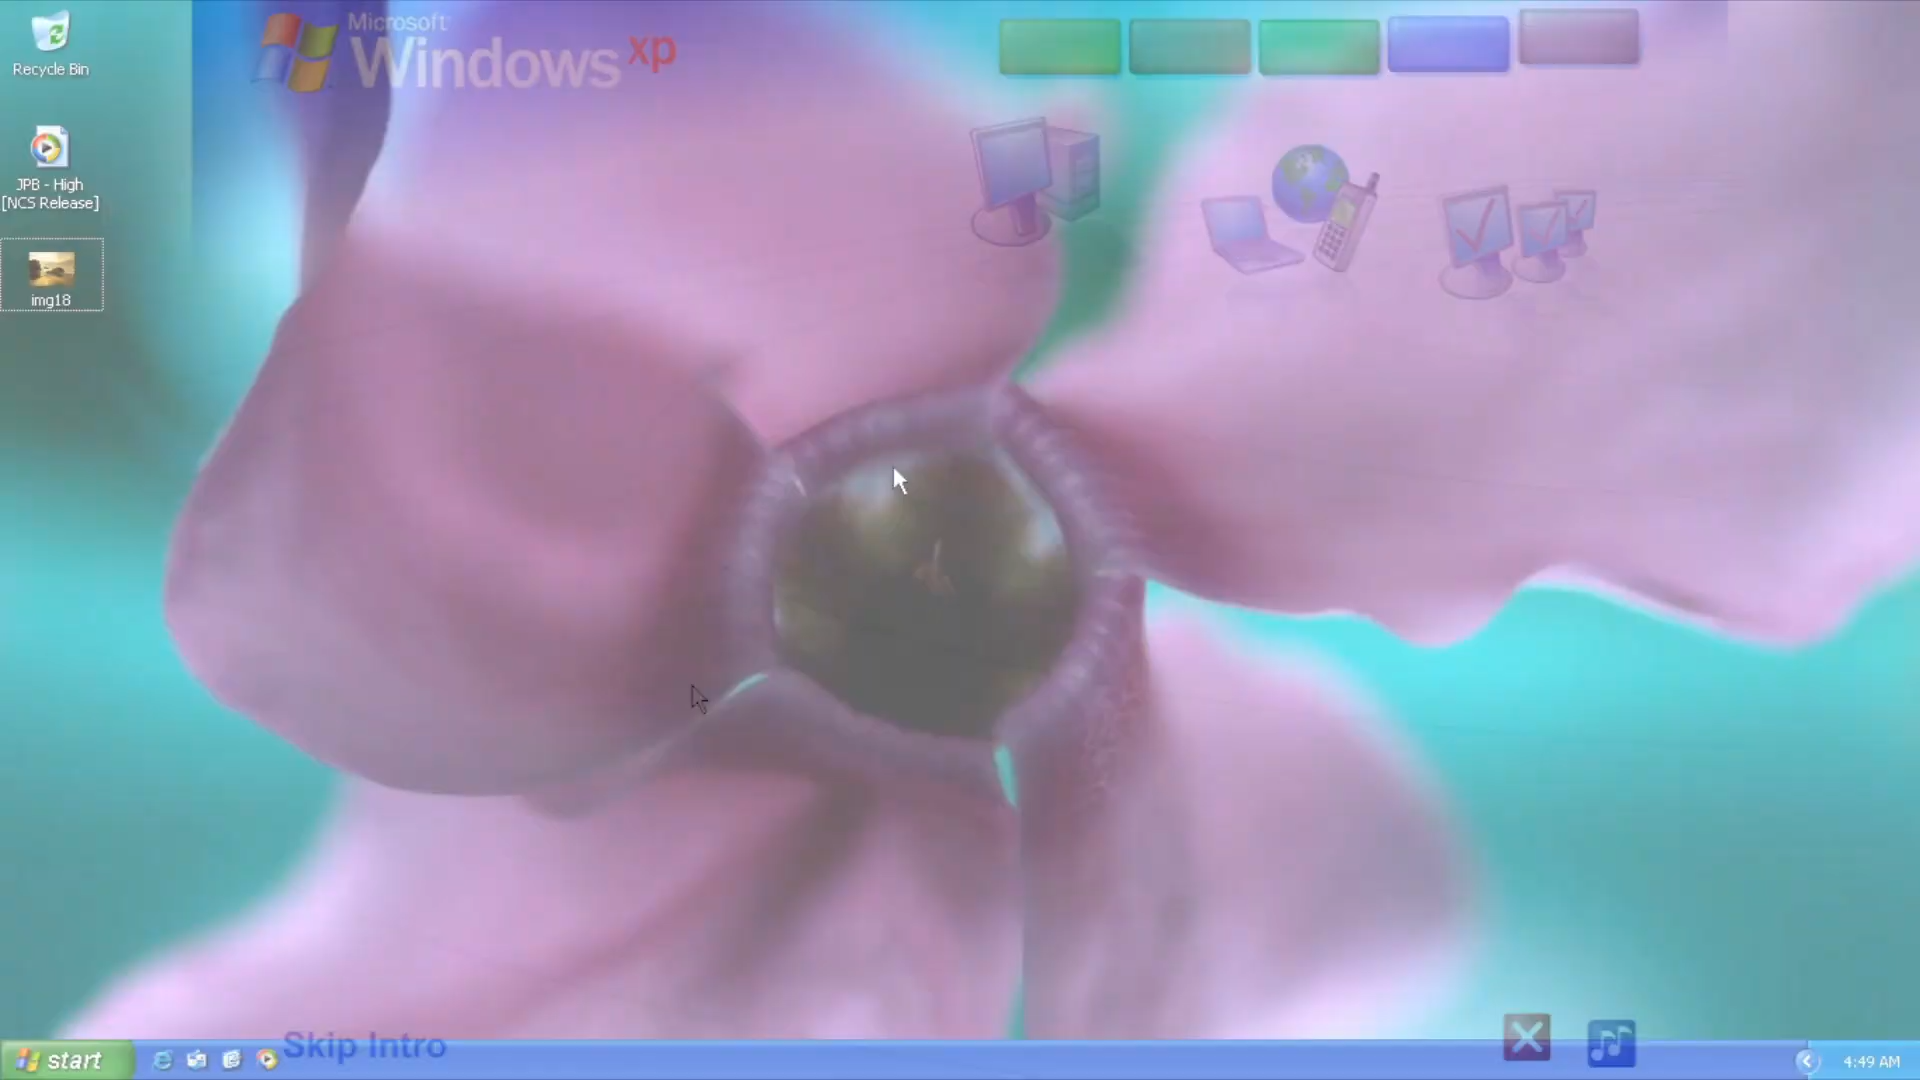 Recycle Bin
JPB - High
[NCS Release]
img18
Microsoft
Windows xp
Skip Intro
start
4:49 AM